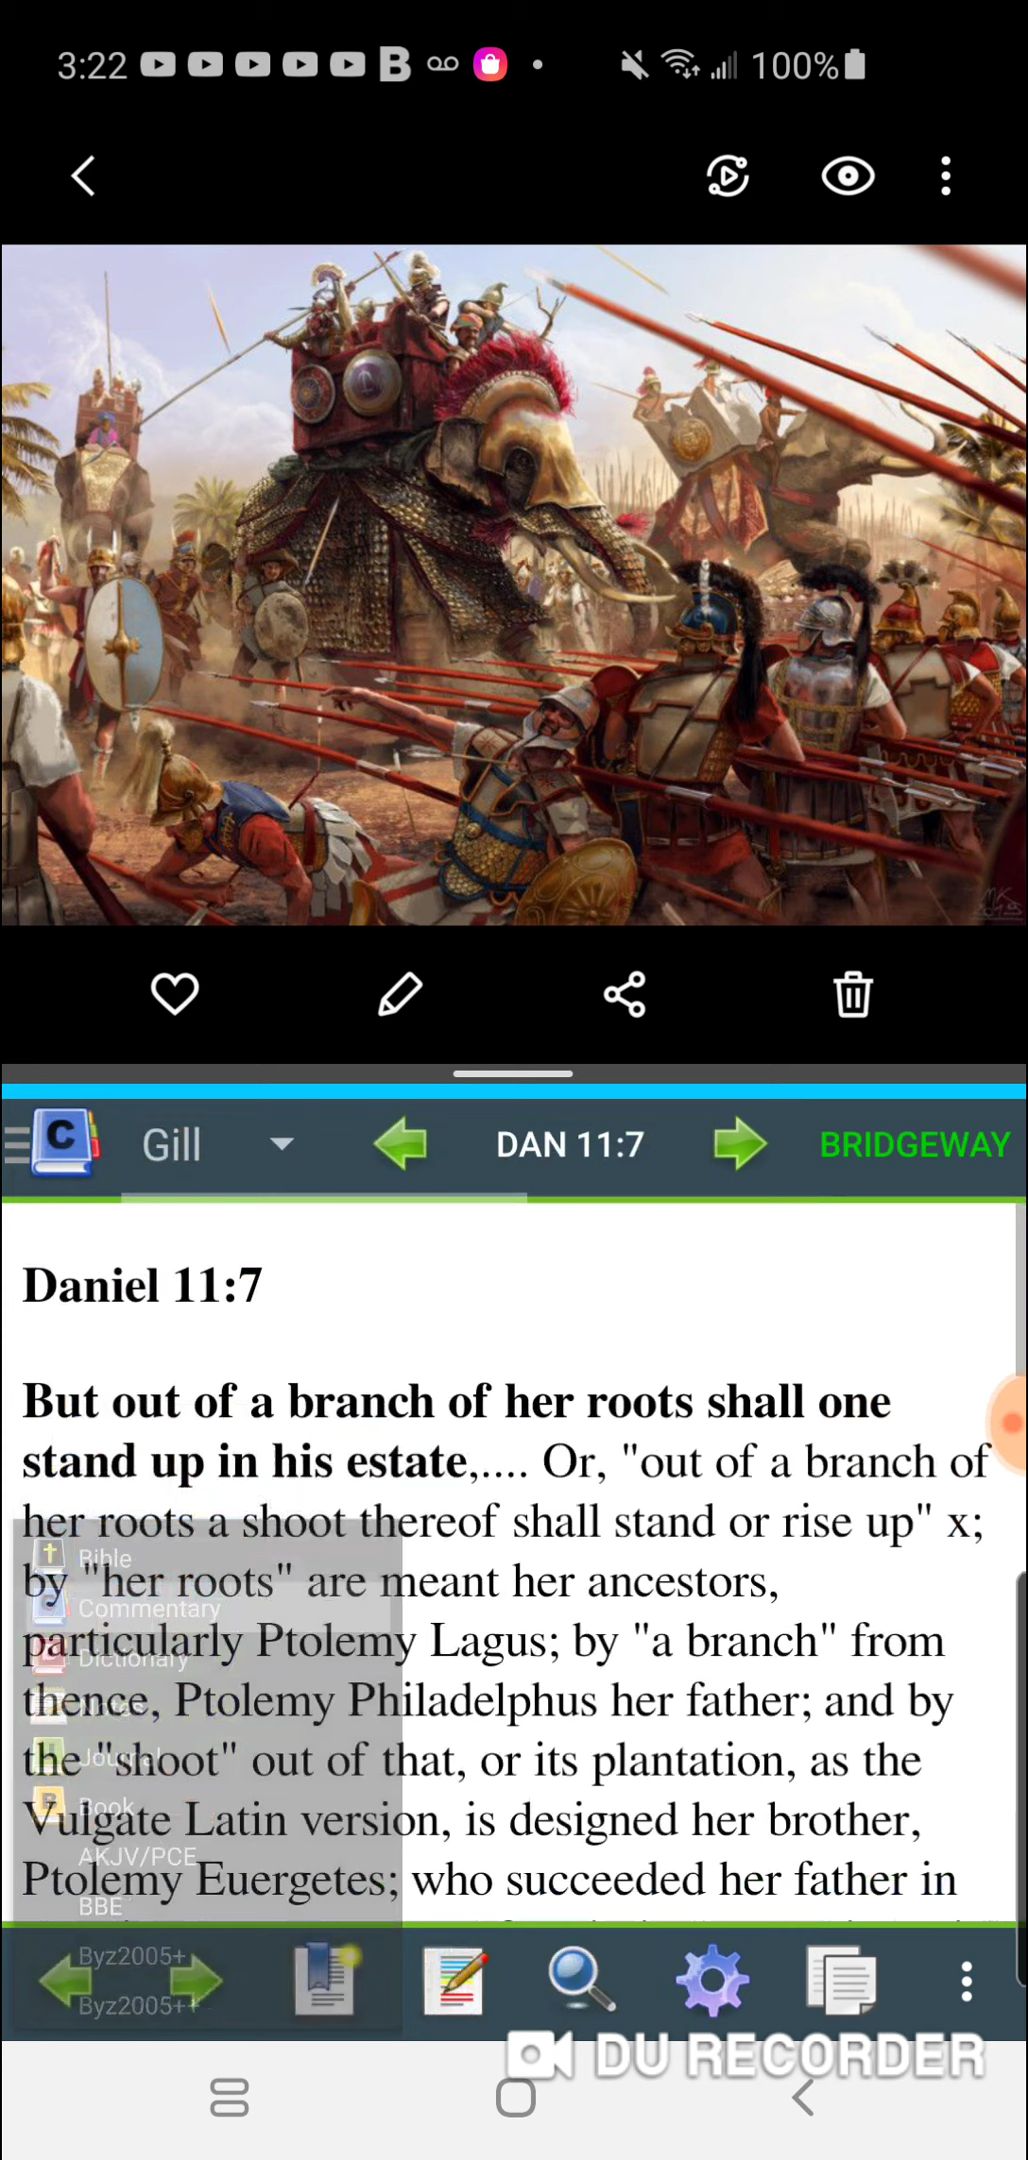 3:22 B 100%
C Gill DAN 11:7 BRIDGEWAY
Daniel 11:7
But out of a branch of her roots shall one
stand up in his estate,.... Or, "out of a branch of
her roots a shoot thereof shall stand or rise up" x;
by "her roots" are meant her ancestors,
particularly Ptolemy Lagus; by "a branch" from
thence, Ptolemy Philadelphus her father; and by
the "shoot" out of that, or its plantation, as the
Vulgate Latin version, is designed her brother,
Ptolemy Euergetes; who succeeded her father in
Bible
Commentary
Dictionary
Notes
Journal
B Book
AKJV/PCE
BBE
Byz2005+
Byz2005++
DU RECORDER